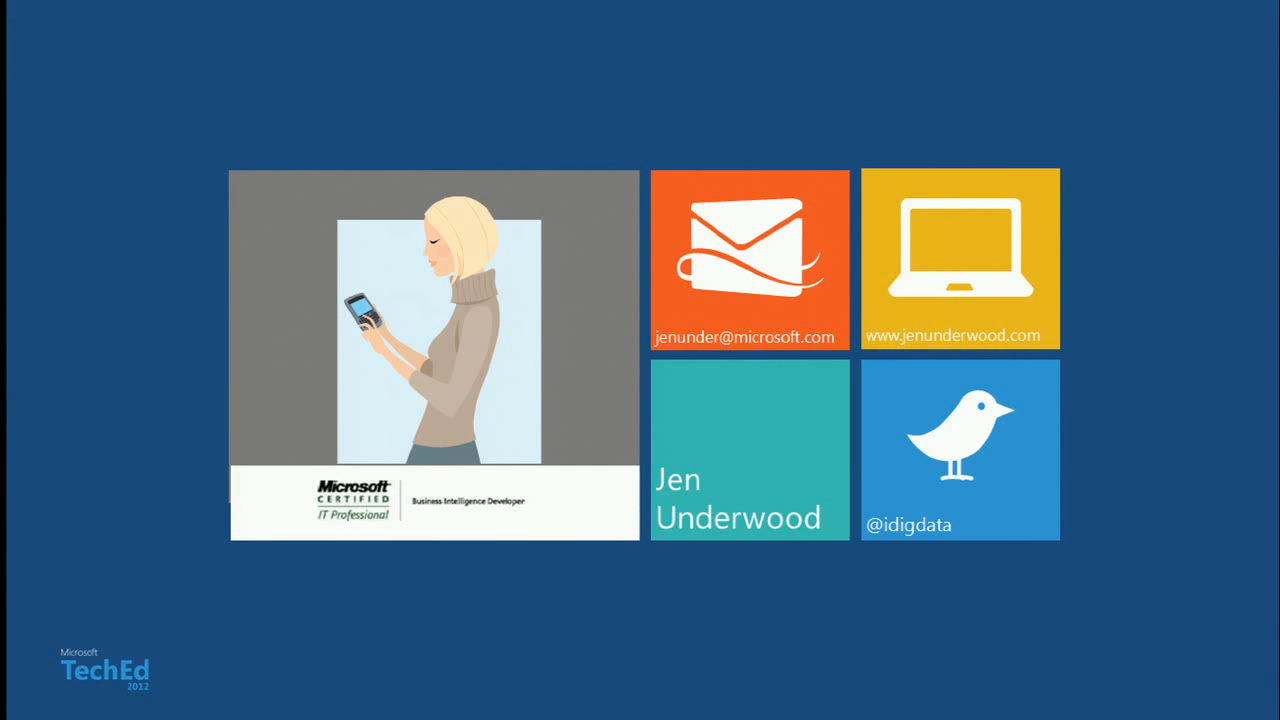 jenunder@microsoft.com
www.jenunderwood.com
Microsoft
CERTIFIED
IT Professional
Business Intelligence Developer
Jen
Underwood
@idigdata
Microsoft
TechEd
2012